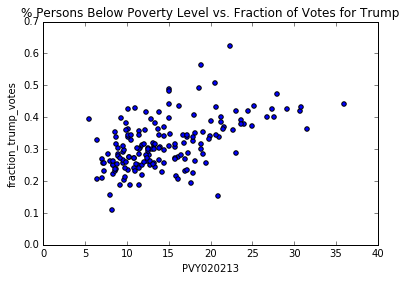 % Persons Below Poverty Level vs. Fraction of Votes for Trump
0.7
0.6
0.5
0.4
0.3
0.2
0.1
0.0
fraction_trump_votes
0 5 10 15 20 25 30 35 40
PVY020213